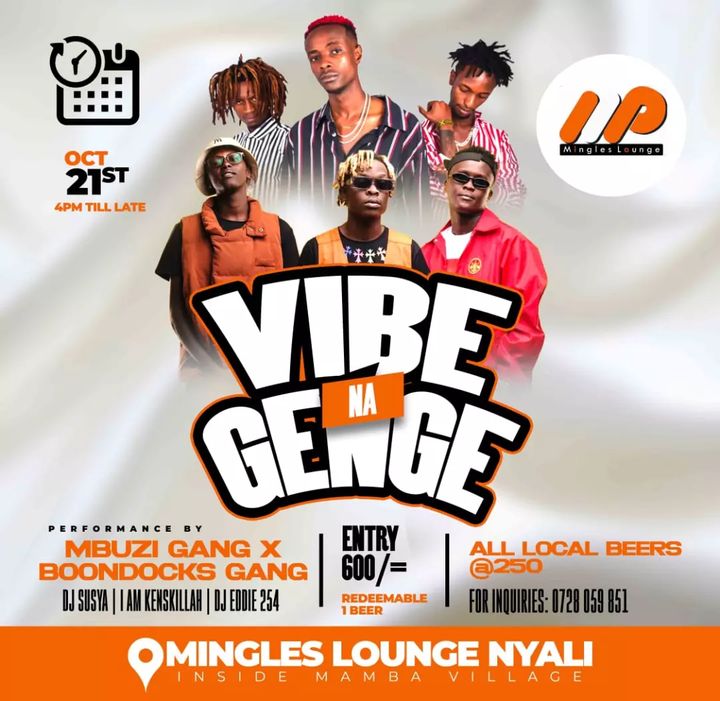 OCT
21ST
4PM TILL LATE
Mingles Lounge
VIBE
NA
GENGE
PERFORMANCE BY
MBUZI GANG X
BOONDOCKS GANG
DJ SUSYA | I AM KENSKILLAH | DJ EDDIE 254
ENTRY
600/=
REDEEMABLE
1 BEER
ALL LOCAL BEERS
@250
FOR INQUIRIES: 0728 059 851
MINGLES LOUNGE NYALI
INSIDE MAMBA VILLAGE